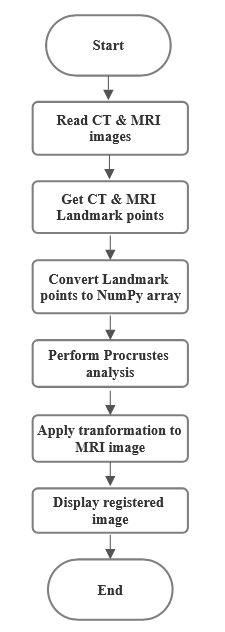 Start
Read CT & MRI
images
Get CT & MRI
Landmark points
Convert Landmark
points to NumPy array
Perform Procrustes
analysis
Apply tranformation to
MRI image
Display registered
image
End